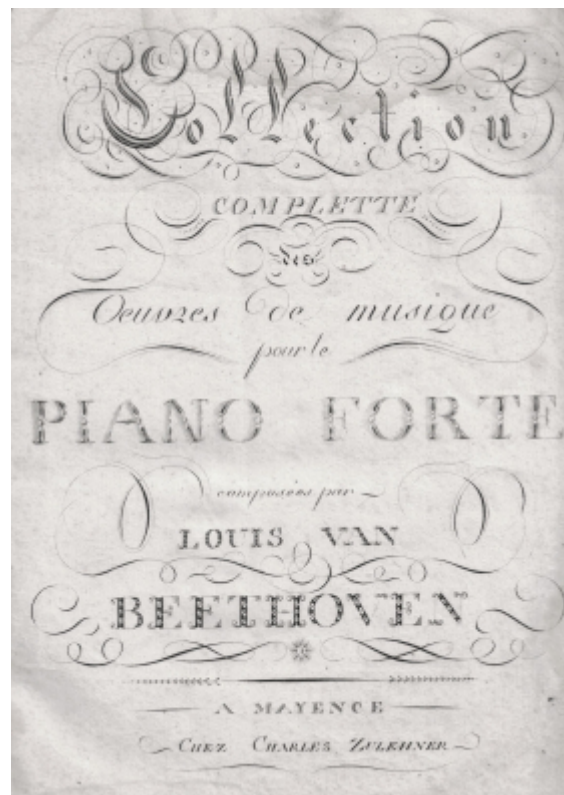 Collection
COMPLETTE
des
Oeuvres de musique
pour le
PIANO FORTE
composées par
LOUIS VAN
BEETHOVEN
A MAYENCE
CHEZ CHARLES ZULEHNER